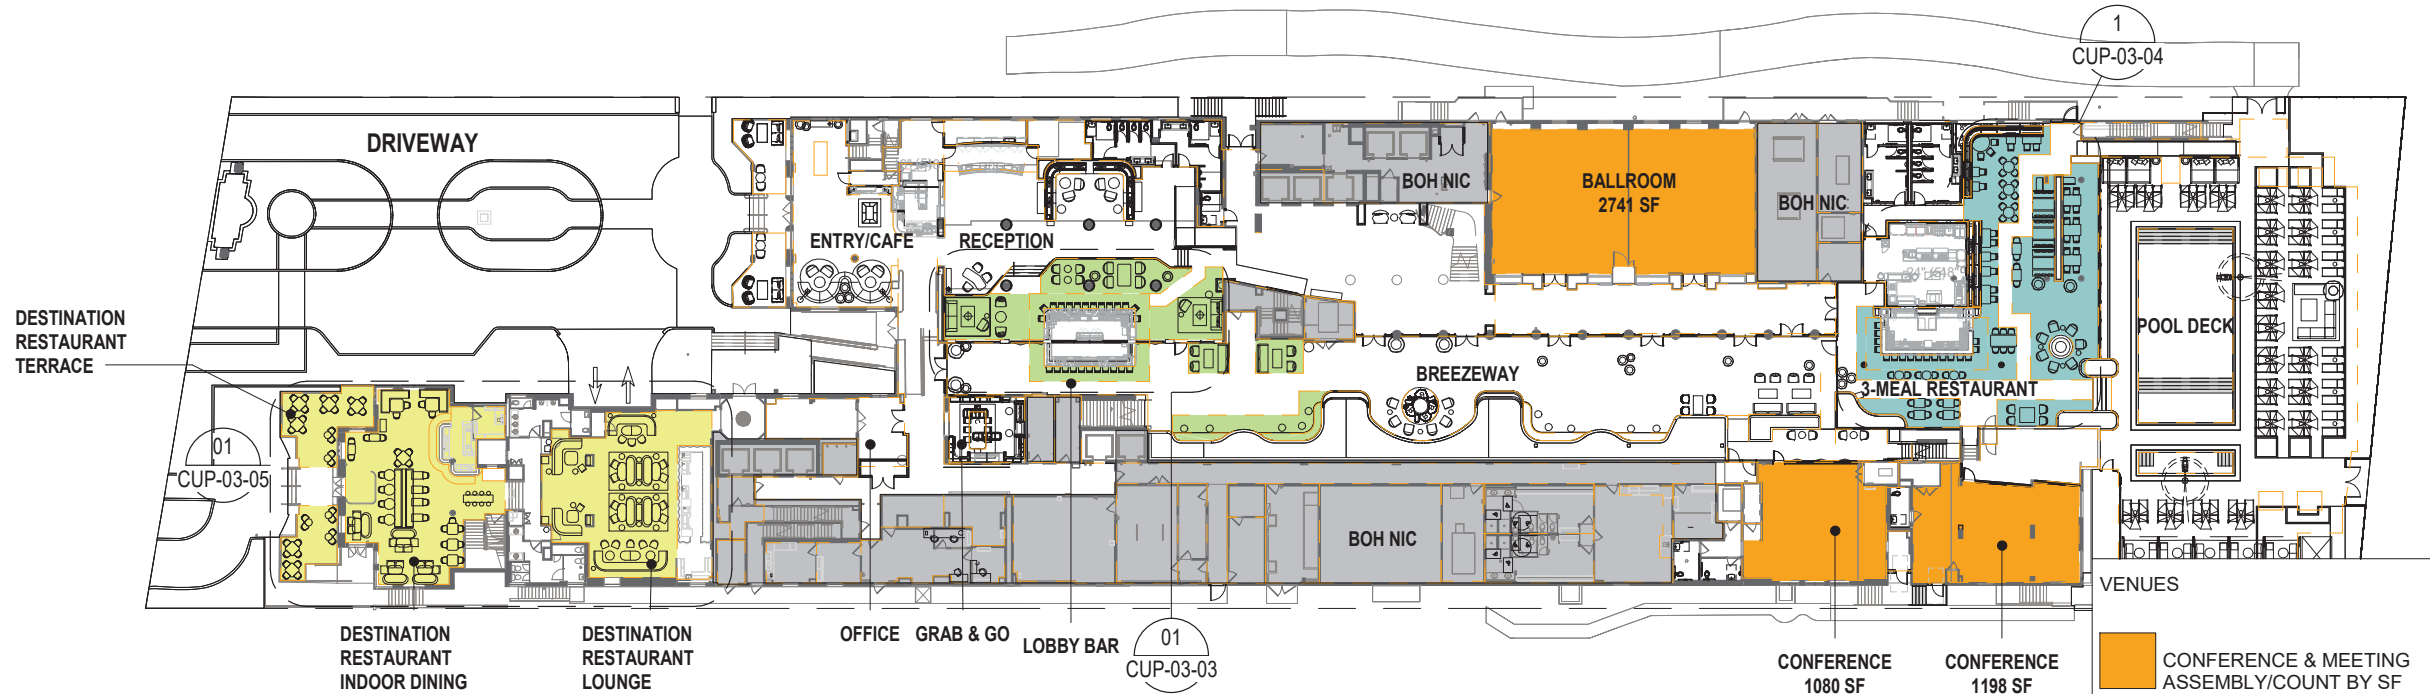 1
CUP-03-04
DRIVEWAY
BOH NIC
BALLROOM
2741 SF
BOH NIC
ENTRY/CAFE
RECEPTION
DESTINATION
RESTAURANT
TERRACE
POOL DECK
BREEZEWAY
3-MEAL RESTAURANT
01
CUP-03-05
BOH NIC
VENUES
DESTINATION
RESTAURANT
INDOOR DINING
DESTINATION
RESTAURANT
LOUNGE
OFFICE
GRAB & GO
LOBBY BAR
01
CUP-03-03
CONFERENCE
1080 SF
CONFERENCE
1198 SF
CONFERENCE & MEETING
ASSEMBLY/COUNT BY SF